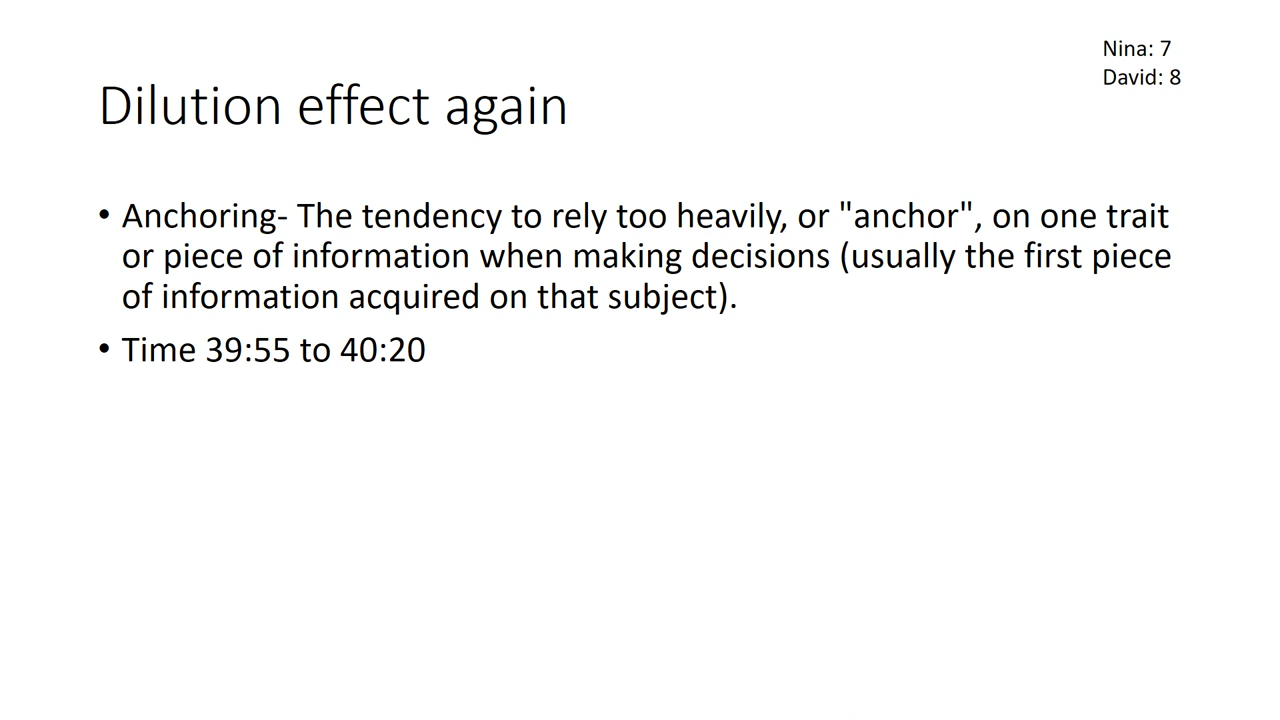 Nina: 7
David: 8
Dilution effect again
• Anchoring- The tendency to rely too heavily, or "anchor", on one trait
or piece of information when making decisions (usually the first piece
of information acquired on that subject).
• Time 39:55 to 40:20